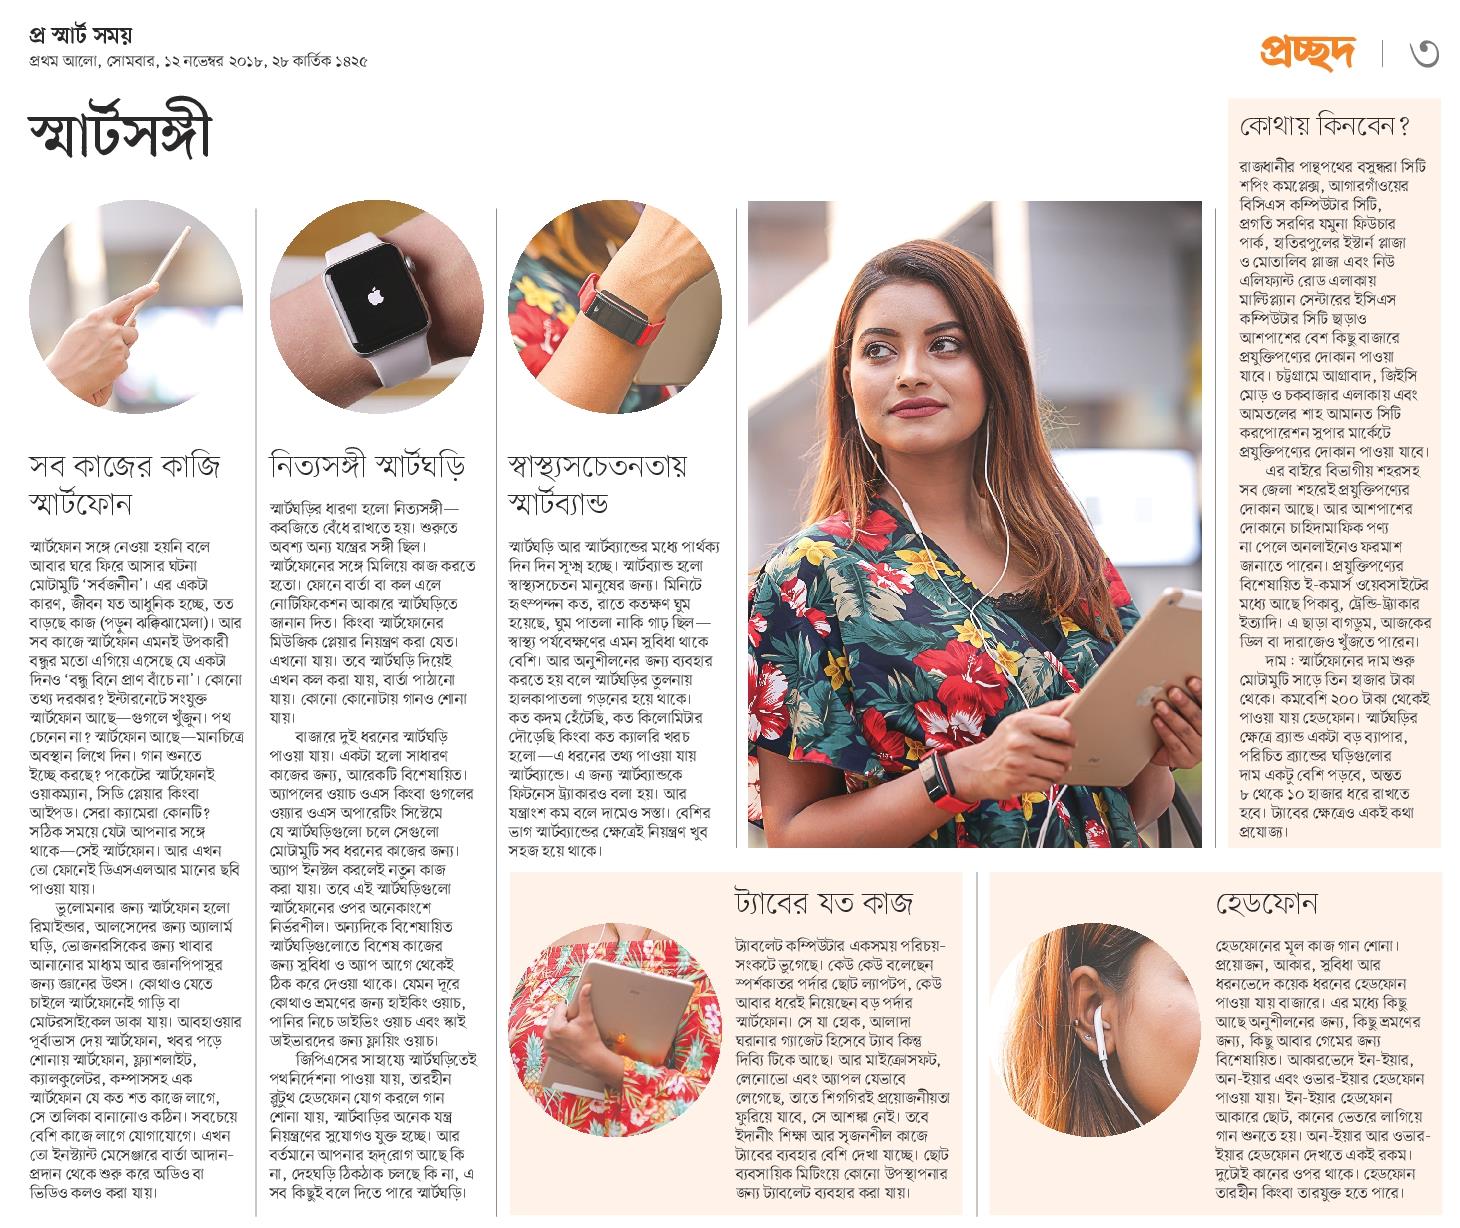 প্র স্মার্ট সময়
প্রথম আলো, সোমবার, ১২ নভেম্বর ২০১৮, ২৮ কার্তিক ১৪২৫
প্রচ্ছদ
৩
স্মার্টসঙ্গী
সব কাজের কাজি
স্মার্টফোন
স্মার্টফোন সঙ্গে নেওয়া হয়নি বলে
আবার ঘরে ফিরে আসার ঘটনা
মোটামুটি ‘সর্বজনীন’। এর একটা
কারণ, জীবন যত আধুনিক হচ্ছে, তত
বাড়ছে কাজ (পড়ুন ঝক্কিঝামেলা)। আর
সব কাজে স্মার্টফোন এমনই উপকারী
বন্ধুর মতো এগিয়ে এসেছে যে একটা
দিনও ‘বন্ধু বিনে প্রাণ বাঁচে না’। কোনো
তথ্য দরকার? ইন্টারনেটে সংযুক্ত
স্মার্টফোন আছে—গুগলে খুঁজুন। পথ
চেনেন না? স্মার্টফোন আছে—মানচিত্রে
অবস্থান লিখে দিন। গান শুনতে
ইচ্ছে করছে? পকেটের স্মার্টফোনই
ওয়াকম্যান, সিডি প্লেয়ার কিংবা
আইপড। সেরা ক্যামেরা কোনটি?
সঠিক সময়ে যেটা আপনার সঙ্গে
থাকে—সেই স্মার্টফোন। আর এখন
তো ফোনেই ডিএসএলআর মানের ছবি
পাওয়া যায়।
ভুলোমনার জন্য স্মার্টফোন হলো
রিমাইন্ডার, আলসেদের জন্য অ্যালার্ম
ঘড়ি, ভোজনরসিকের জন্য খাবার
আনানোর মাধ্যম আর জ্ঞানপিপাসুর
জন্য জ্ঞানের উৎস। কোথাও যেতে
চাইলে স্মার্টফোনেই গাড়ি বা
মোটরসাইকেল ডাকা যায়। আবহাওয়ার
পূর্বাভাস দেয় স্মার্টফোন, খবর পড়ে
শোনায় স্মার্টফোন, ফ্ল্যাশলাইট,
ক্যালকুলেটর, কম্পাসসহ এক
স্মার্টফোন যে কত শত কাজে লাগে,
সে তালিকা বানানোও কঠিন। সবচেয়ে
বেশি কাজে লাগে যোগাযোগে। এখন
তো ইনস্ট্যান্ট মেসেঞ্জারে বার্তা আদান-
প্রদান থেকে শুরু করে অডিও বা
ভিডিও কলও করা যায়।
নিত্যসঙ্গী স্মার্টঘড়ি
স্মার্টঘড়ির ধারণা হলো নিত্যসঙ্গী—
কবজিতে বেঁধে রাখতে হয়। শুরুতে
অবশ্য অন্য যন্ত্রের সঙ্গী ছিল।
স্মার্টফোনের সঙ্গে মিলিয়ে কাজ করতে
হতো। ফোনে বার্তা বা কল এলে
নোটিফিকেশন আকারে স্মার্টঘড়িতে
জানান দিত। কিংবা স্মার্টফোনের
মিউজিক প্লেয়ার নিয়ন্ত্রণ করা যেত।
এখনো যায়। তবে স্মার্টঘড়ি দিয়েই
এখন কল করা যায়, বার্তা পাঠানো
যায়। কোনো কোনোটায় গানও শোনা
যায়।
বাজারে দুই ধরনের স্মার্টঘড়ি
পাওয়া যায়। একটা হলো সাধারণ
কাজের জন্য, আরেকটি বিশেষায়িত।
অ্যাপলের ওয়াচ ওএস কিংবা গুগলের
ওয়্যার ওএস অপারেটিং সিস্টেমে
যে স্মার্টঘড়িগুলো চলে সেগুলো
মোটামুটি সব ধরনের কাজের জন্য।
অ্যাপ ইনস্টল করলেই নতুন কাজ
করা যায়। তবে এই স্মার্টঘড়িগুলো
স্মার্টফোনের ওপর অনেকাংশে
নির্ভরশীল। অন্যদিকে বিশেষায়িত
স্মার্টঘড়িগুলোতে বিশেষ কাজের
জন্য সুবিধা ও অ্যাপ আগে থেকেই
ঠিক করে দেওয়া থাকে। যেমন দূরে
কোথাও ভ্রমণের জন্য হাইকিং ওয়াচ,
পানির নিচে ডাইভিং ওয়াচ এবং স্কাই
ডাইভারদের জন্য ফ্লায়িং ওয়াচ।
জিপিএসের সাহায্যে স্মার্টঘড়িতেই
পথনির্দেশনা পাওয়া যায়, তারহীন
ব্লুটুথ হেডফোন যোগ করলে গান
শোনা যায়, স্মার্টবাড়ির অনেক যন্ত্র
নিয়ন্ত্রণের সুযোগও যুক্ত হচ্ছে। আর
বর্তমানে আপনার হৃদ্‌রোগ আছে কি
না, দেহঘড়ি ঠিকঠাক চলছে কি না, এ
সব কিছুই বলে দিতে পারে স্মার্টঘড়ি।
স্বাস্থ্যসচেতনতায়
স্মার্টব্যান্ড
স্মার্টঘড়ি আর স্মার্টব্যান্ডের মধ্যে পার্থক্য
দিন দিন সূক্ষ্ম হচ্ছে। স্মার্টব্যান্ড হলো
স্বাস্থ্যসচেতন মানুষের জন্য। মিনিটে
হৃৎস্পন্দন কত, রাতে কতক্ষণ ঘুম
হয়েছে, ঘুম পাতলা নাকি গাঢ় ছিল—
স্বাস্থ্য পর্যবেক্ষণের এমন সুবিধা থাকে
বেশি। আর অনুশীলনের জন্য ব্যবহার
করতে হয় বলে স্মার্টঘড়ির তুলনায়
হালকাপাতলা গড়নের হয়ে থাকে।
কত কদম হেঁটেছি, কত কিলোমিটার
দৌড়েছি কিংবা কত ক্যালরি খরচ
হলো—এ ধরনের তথ্য পাওয়া যায়
স্মার্টব্যান্ডে। এ জন্য স্মার্টব্যান্ডকে
ফিটনেস ট্র্যাকারও বলা হয়। আর
যন্ত্রাংশ কম বলে দামেও সস্তা। বেশির
ভাগ স্মার্টব্যান্ডের ক্ষেত্রেই নিয়ন্ত্রণ খুব
সহজ হয়ে থাকে।
ট্যাবের যত কাজ
ট্যাবলেট কম্পিউটার একসময় পরিচয়-
সংকটে ভুগেছে। কেউ কেউ বলেছেন
স্পর্শকাতর পর্দার ছোট ল্যাপটপ, কেউ
আবার ধরেই নিয়েছেন বড় পর্দার
স্মার্টফোন। সে যা হোক, আলাদা
ঘরানার গ্যাজেট হিসেবে ট্যাব কিন্তু
দিব্যি টিকে আছে। আর মাইক্রোসফট,
লেনোভো এবং অ্যাপল যেভাবে
লেগেছে, তাতে শিগগিরই প্রয়োজনীয়তা
ফুরিয়ে যাবে, সে আশঙ্কা নেই। তবে
ইদানীং শিক্ষা আর সৃজনশীল কাজে
ট্যাবের ব্যবহার বেশি দেখা যাচ্ছে। ছোট
ব্যবসায়িক মিটিংয়ে কোনো উপস্থাপনার
জন্য ট্যাবলেট ব্যবহার করা যায়।
হেডফোন
হেডফোনের মূল কাজ গান শোনা।
প্রয়োজন, আকার, সুবিধা আর
ধরনভেদে কয়েক ধরনের হেডফোন
পাওয়া যায় বাজারে। এর মধ্যে কিছু
আছে অনুশীলনের জন্য, কিছু ভ্রমণের
জন্য, কিছু আবার গেমের জন্য
বিশেষায়িত। আকারভেদে ইন-ইয়ার,
অন-ইয়ার এবং ওভার-ইয়ার হেডফোন
পাওয়া যায়। ইন-ইয়ার হেডফোন
আকারে ছোট, কানের ভেতরে লাগিয়ে
গান শুনতে হয়। অন-ইয়ার আর ওভার-
ইয়ার হেডফোন দেখতে একই রকম।
দুটোই কানের ওপর থাকে। হেডফোন
তারহীন কিংবা তারযুক্ত হতে পারে।
কোথায় কিনবেন?
রাজধানীর পান্থপথের বসুন্ধরা সিটি
শপিং কমপ্লেক্স, আগারগাঁওয়ের
বিসিএস কম্পিউটার সিটি,
প্রগতি সরণির যমুনা ফিউচার
পার্ক, হাতিরপুলের ইস্টার্ন প্লাজা
ও মোতালিব প্লাজা এবং নিউ
এলিফ্যান্ট রোড এলাকায়
মাল্টিপ্ল্যান সেন্টারের ইসিএস
কম্পিউটার সিটি ছাড়াও
আশপাশের বেশ কিছু বাজারে
প্রযুক্তিপণ্যের দোকান পাওয়া
যাবে। চট্টগ্রামে আগ্রাবাদ, জিইসি
মোড় ও চকবাজার এলাকায় এবং
আমতলের শাহ আমানত সিটি
করপোরেশন সুপার মার্কেটে
প্রযুক্তিপণ্যের দোকান পাওয়া যাবে।
এর বাইরে বিভাগীয় শহরসহ
সব জেলা শহরেই প্রযুক্তিপণ্যের
দোকান আছে। আর আশপাশের
দোকানে চাহিদামাফিক পণ্য
না পেলে অনলাইনেও ফরমাশ
জানাতে পারেন। প্রযুক্তিপণ্যের
বিশেষায়িত ই-কমার্স ওয়েবসাইটের
মধ্যে আছে পিকাবু, ট্রেন্ডি-ট্র্যাকার
ইত্যাদি। এ ছাড়া বাগডুম, আজকের
ডিল বা দারাজেও খুঁজতে পারেন।
দাম : স্মার্টফোনের দাম শুরু
মোটামুটি সাড়ে তিন হাজার টাকা
থেকে। কমবেশি ২০০ টাকা থেকেই
পাওয়া যায় হেডফোন। স্মার্টঘড়ির
ক্ষেত্রে ব্র্যান্ড একটা বড় ব্যাপার,
পরিচিত ব্র্যান্ডের ঘড়িগুলোর
দাম একটু বেশি পড়বে, অন্তত
৮ থেকে ১০ হাজার ধরে রাখতে
হবে। ট্যাবের ক্ষেত্রেও একই কথা
প্রযোজ্য।